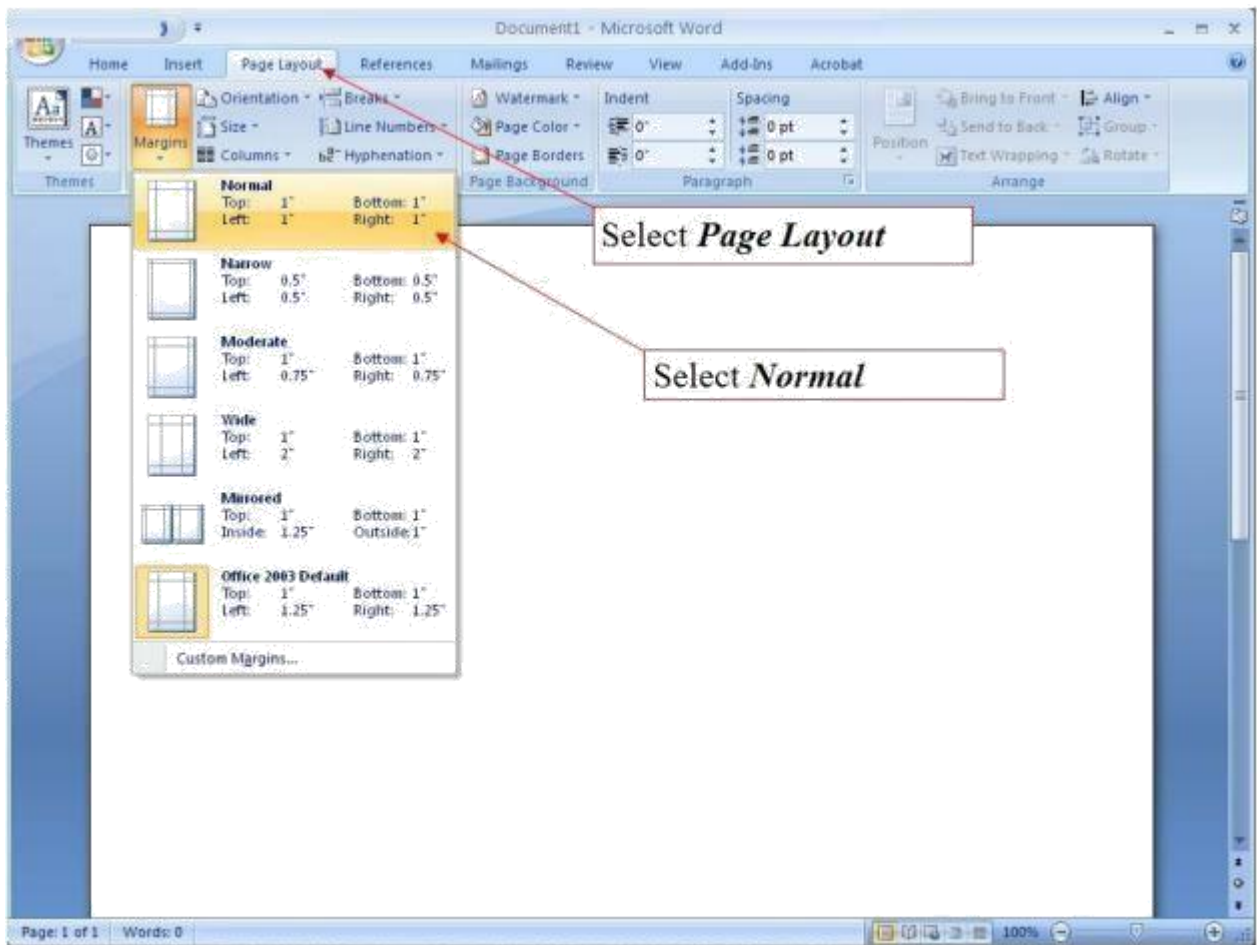 Document1 - Microsoft Word
Home Insert Page Layout References Mailings Review View Add-Ins Acrobat
Aa Orientation Breaks Watermark Indent Spacing Bring to Front Align
A Size Line Numbers Page Color 0" 0 pt Send to Back Group
Themes Margins Columns Hyphenation Page Borders 0" 0 pt Position Text Wrapping Rotate
Themes Page Background Paragraph Arrange
Normal
Top: 1" Bottom: 1"
Left: 1" Right: 1"
Select Page Layout
Narrow
Top: 0.5" Bottom: 0.5"
Left: 0.5" Right: 0.5"
Moderate
Top: 1" Bottom: 1"
Left: 0.75" Right: 0.75"
Select Normal
Wide
Top: 1" Bottom: 1"
Left: 2" Right: 2"
Mirrored
Top: 1" Bottom: 1"
Inside: 1.25" Outside: 1"
Office 2003 Default
Top: 1" Bottom: 1"
Left: 1.25" Right: 1.25"
Custom Margins...
Page: 1 of 1 Words: 0 100%